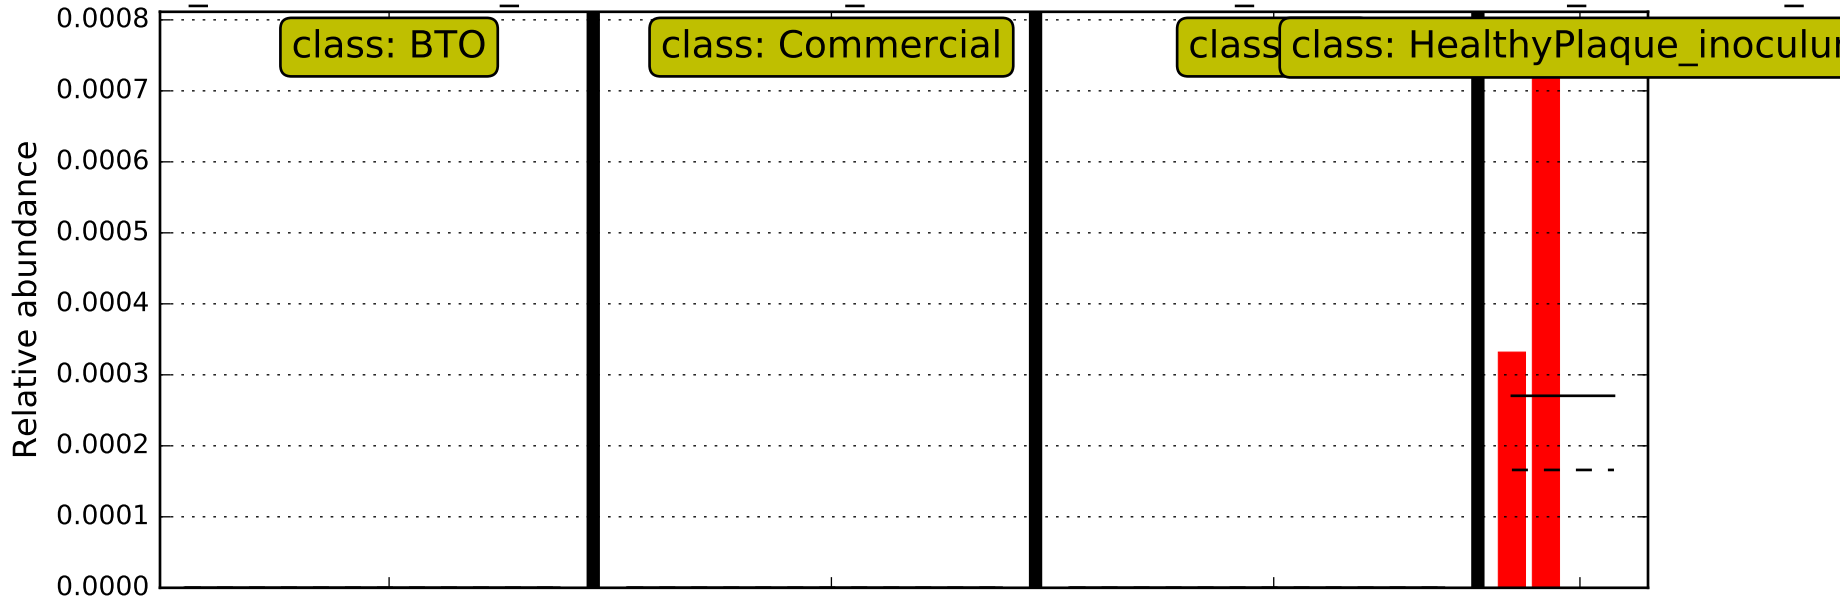 0.0008
0.0007
0.0006
0.0005
0.0004
0.0003
0.0002
0.0001
0.0000
Relative abundance
class: BTO
class: Commercial
class
class: HealthyPlaque_inoculu